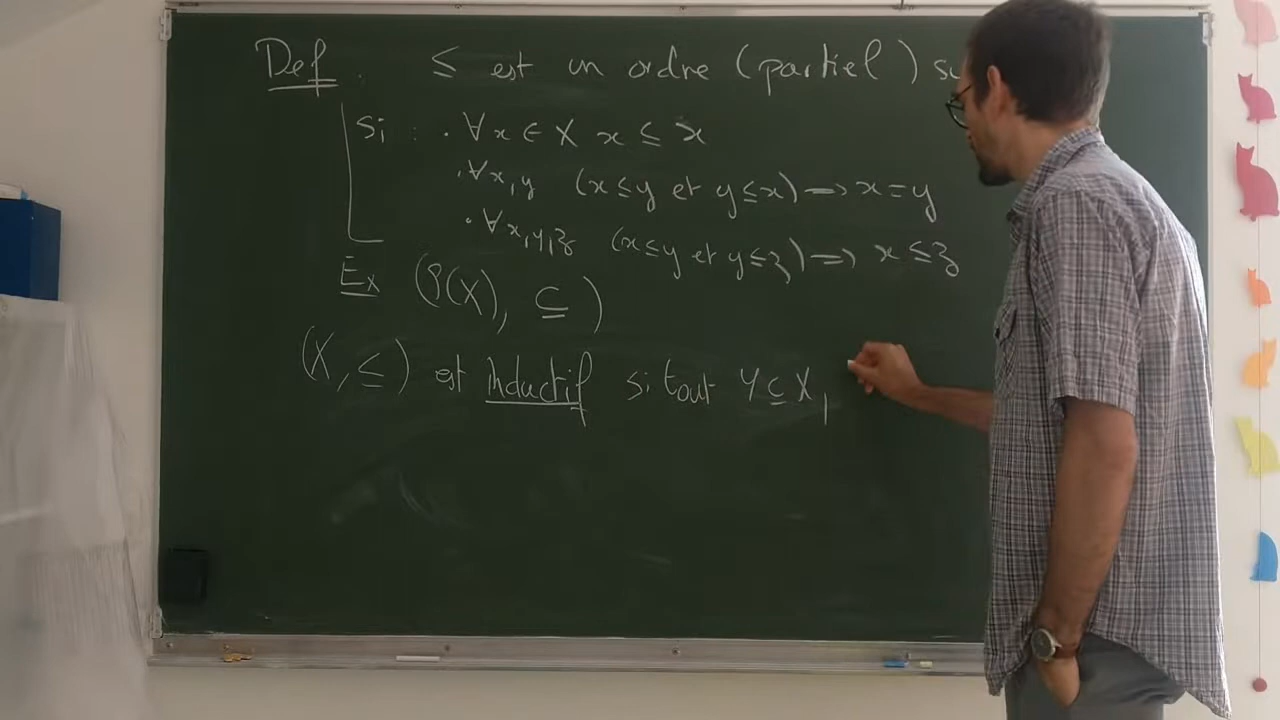 Def. ≤ est un ordre (partiel) su
Si : . ∀x ∈ X x ≤ x
. ∀x,y (x ≤ y et y ≤ x) ⟹ x = y
. ∀x,y,z (x ≤ y et y ≤ z) ⟹ x ≤ z
Ex (P(X), ⊆)
(X, ≤) est inductif si tout Y ⊆ X,